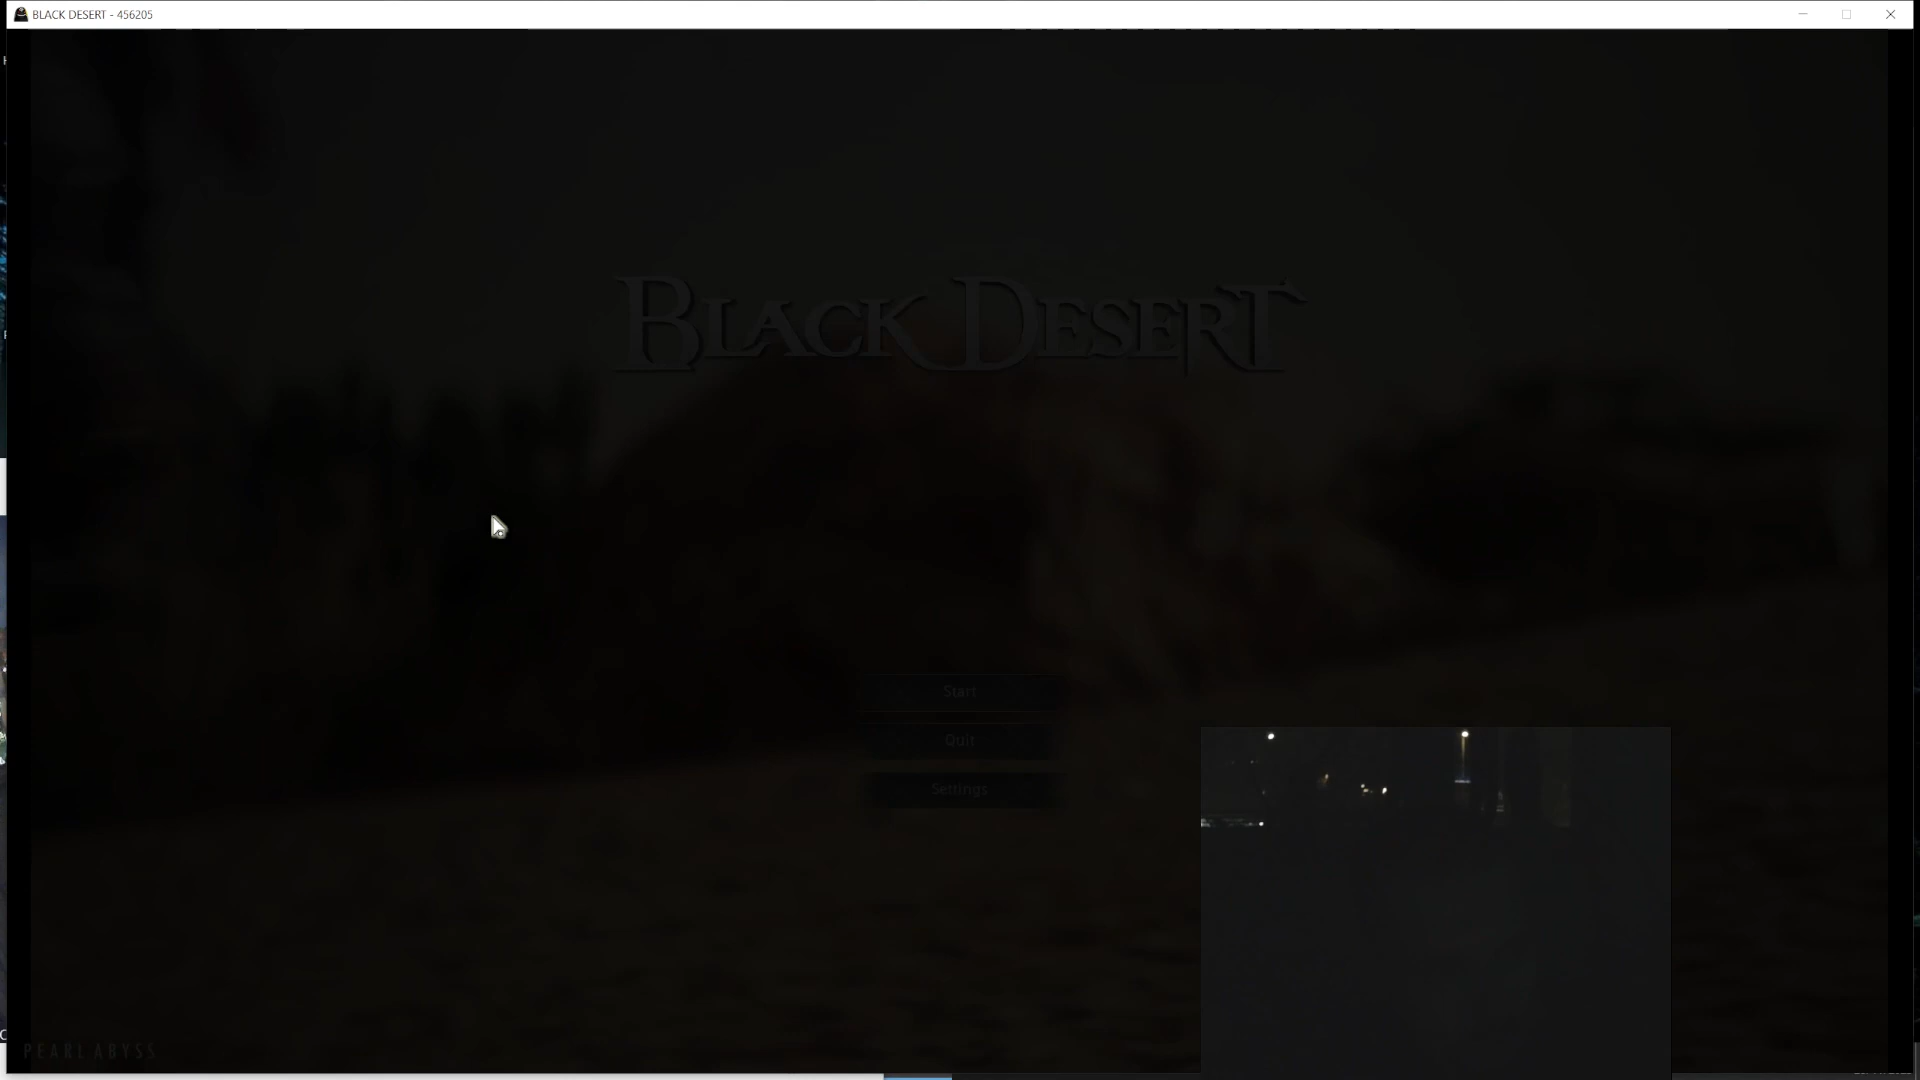 BLACK DESERT - 456205
BLACK DESERT
Start
Quit
Settings
PEARL ABYSS